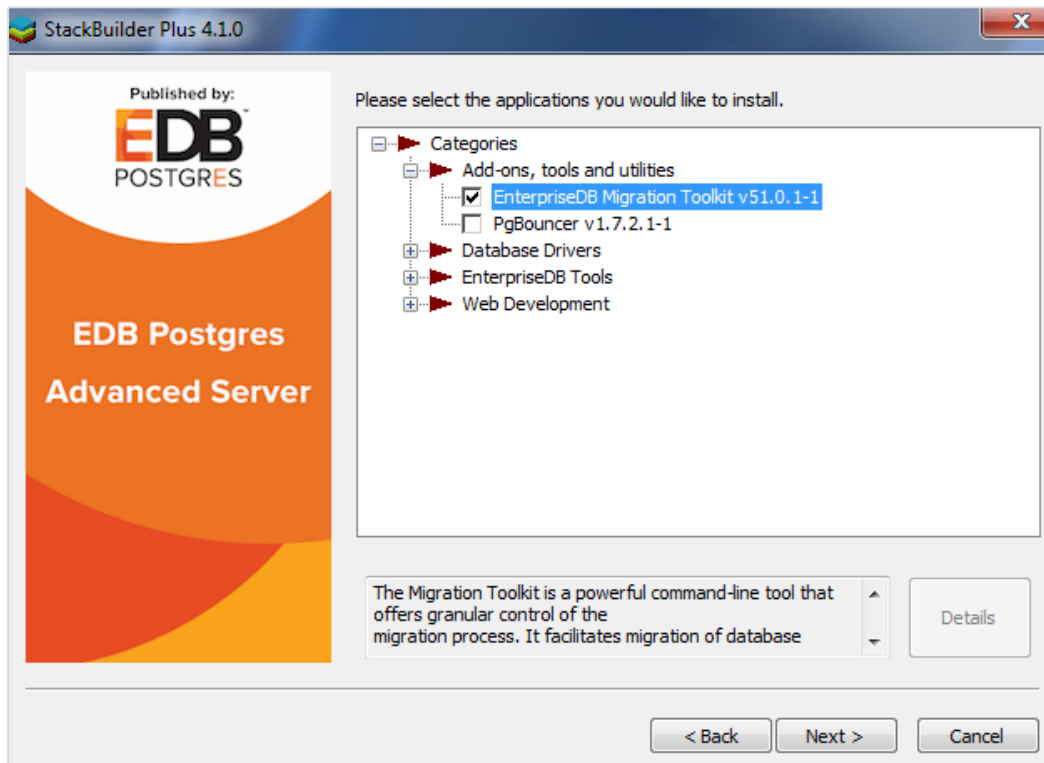 StackBuilder Plus 4.1.0
Published by:
EDB™
POSTGRES
EDB Postgres
Advanced Server
Please select the applications you would like to install.
Categories
Add-ons, tools and utilities
EnterpriseDB Migration Toolkit v51.0.1-1
PgBouncer v1.7.2.1-1
Database Drivers
EnterpriseDB Tools
Web Development
The Migration Toolkit is a powerful command-line tool that
offers granular control of the
migration process. It facilitates migration of database
Details
< Back
Next >
Cancel